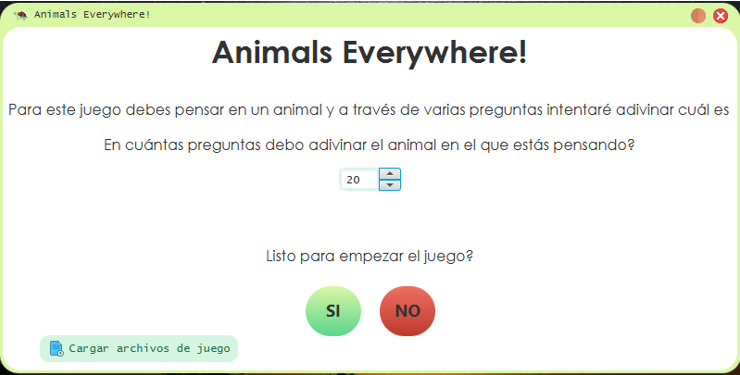 Animals Everywhere!
Animals Everywhere!
Para este juego debes pensar en un animal y a través de varias preguntas intentaré adivinar cuál es
En cuántas preguntas debo adivinar el animal en el que estás pensando?
20
Listo para empezar el juego?
SI NO
Cargar archivos de juego